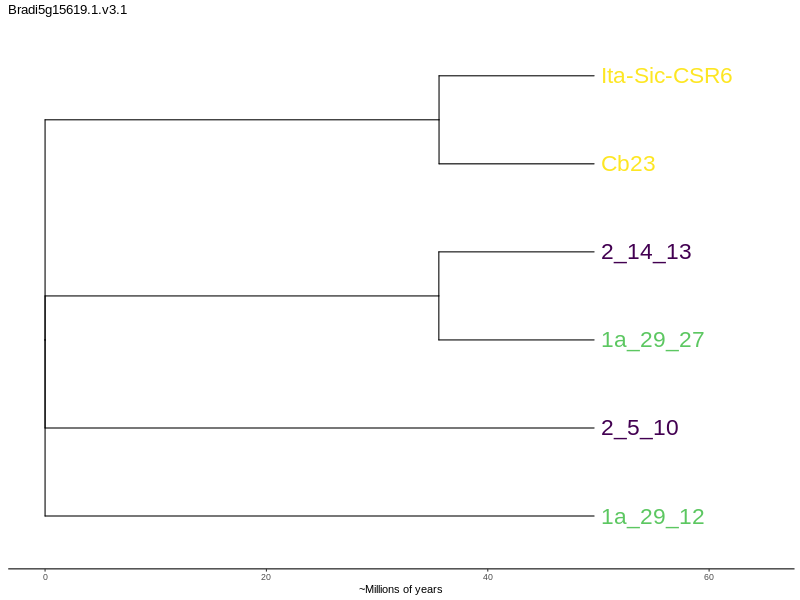 Bradi5g15619.1.v3.1
Ita-Sic-CSR6
Cb23
2_14_13
1a_29_27
2_5_10
1a_29_12
0 20 40 60
~Millions of years